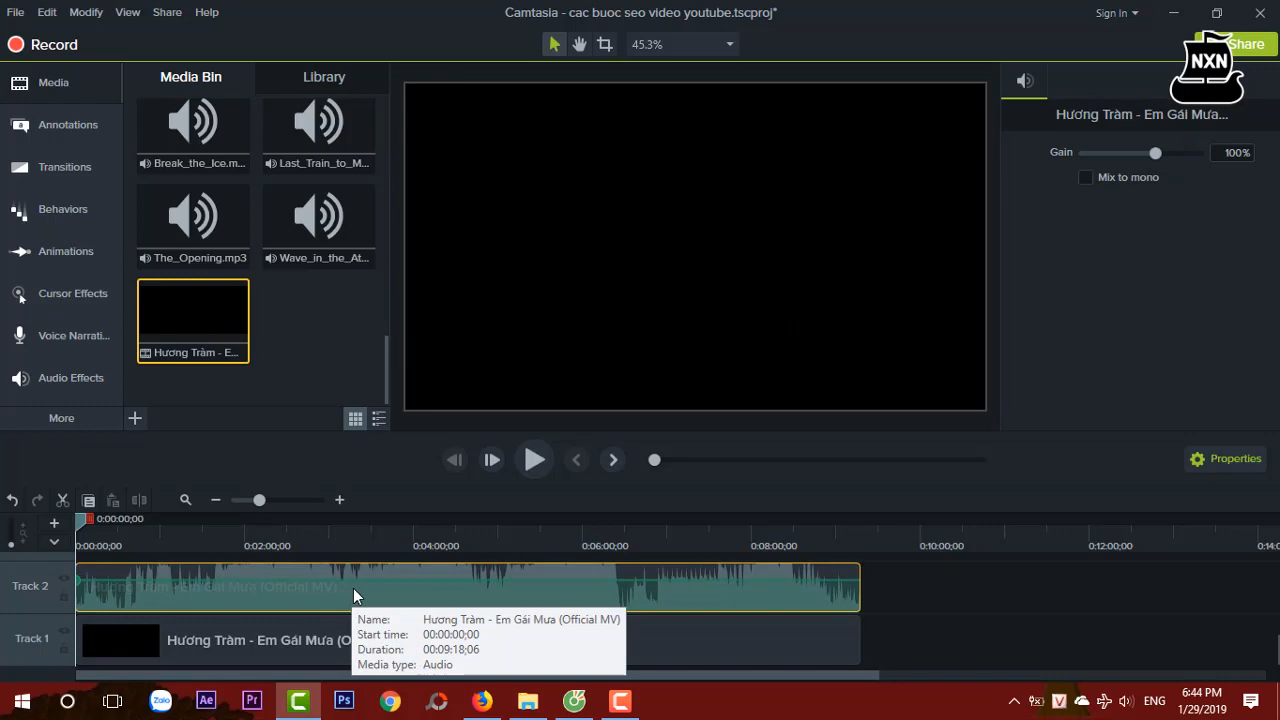 File Edit Modify View Share Help
Camtasia - cac buoc seo video youtube.tscproj*
Sign In
Record
45.3%
Share
NXN
Media
Annotations
Transitions
Behaviors
Animations
Cursor Effects
Voice Narrati...
Audio Effects
More
Media Bin
Library
Break_the_Ice.m...
Last_Train_to_M...
The_Opening.mp3
Wave_in_the_At...
Hương Tràm - E...
Hương Tràm - Em Gái Mưa...
Gain 100%
Mix to mono
Properties
0:00:00;00
0:00:00;00 0:02:00;00 0:04:00;00 0:06:00;00 0:08:00;00 0:10:00;00 0:11:00;00
Track 2
Hương Tràm - Em Gái Mưa (Official MV)
Track 1
Hương Tràm - Em Gái Mưa (O
Name: Hương Tràm - Em Gái Mưa (Official MV)
Start time: 00:00:00;00
Duration: 00:09:18;06
Media type: Audio
Zalo
Ae
Pr
Ps
V
ENG
6:44 PM
1/29/2019